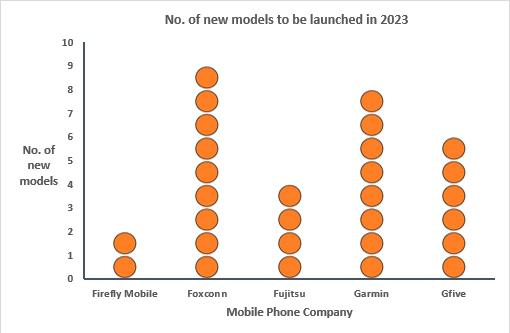 No. of new models to be launched in 2023
10
9
8
7
6
5
4
3
2
1
0
No. of
new
models
Firefly Mobile Foxconn Fujitsu Garmin Gfive
Mobile Phone Company